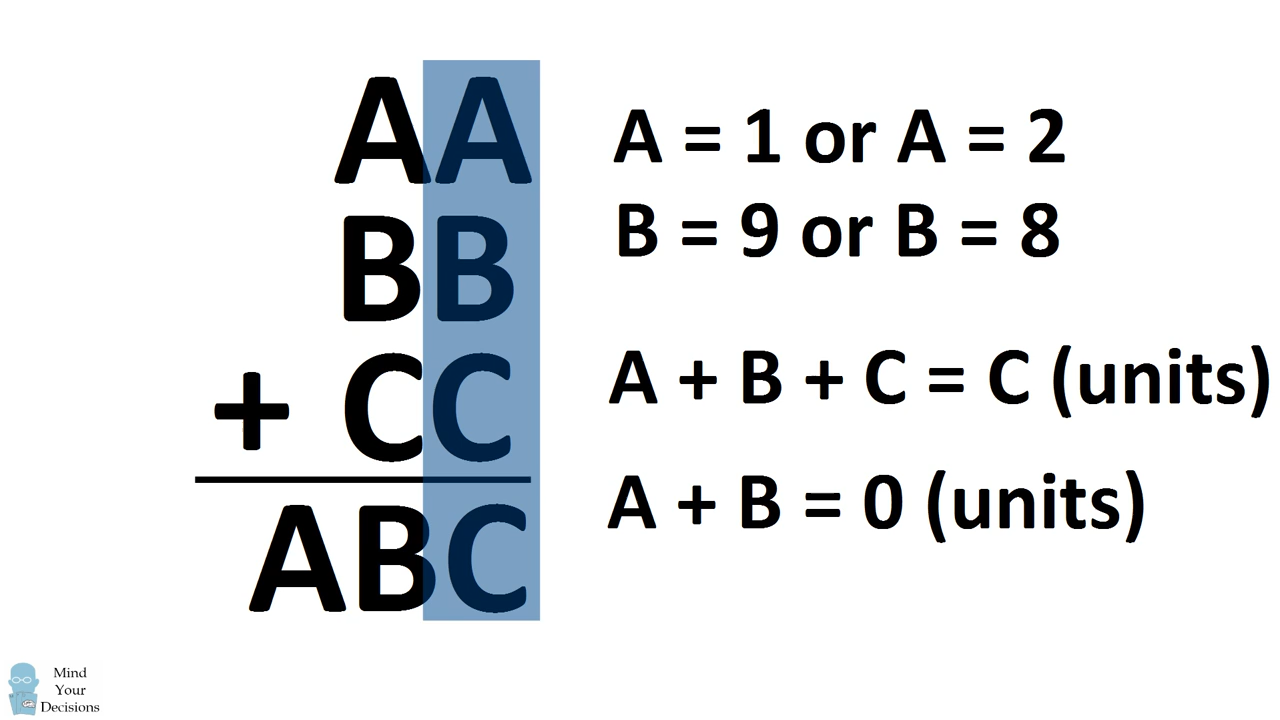 AA
BB
+ CC
ABC
A = 1 or A = 2
B = 9 or B = 8
A + B + C = C (units)
A + B = 0 (units)
Mind
Your
Decisions